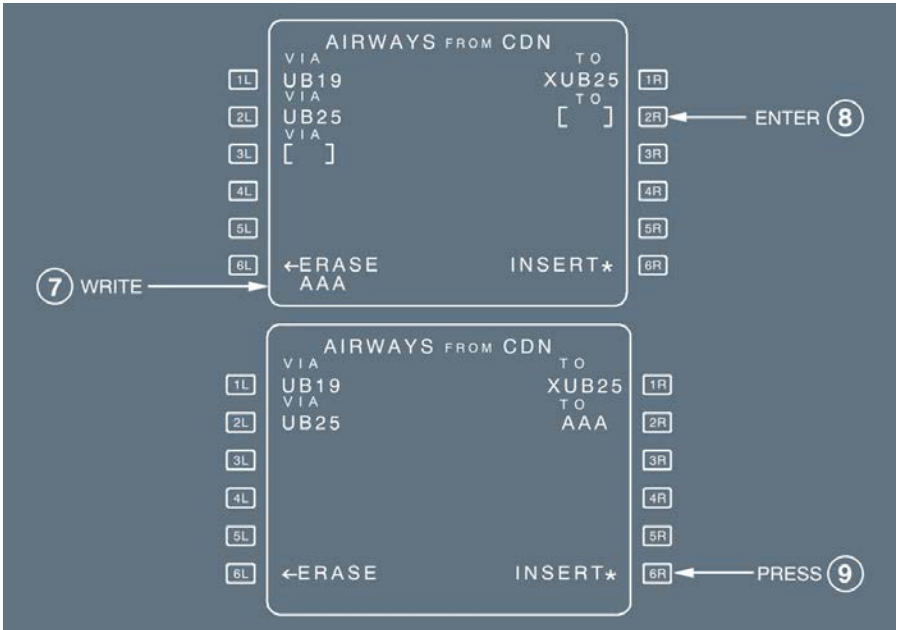 AIRWAYS FROM CDN
VIA TO
1L UB19 XUB25 1R
VIA TO
2L UB25 [ ] 2R ENTER 8
VIA
3L [ ] 3R
4L 4R
5L 5R
6L ←ERASE INSERT* 6R
7 WRITE AAA
AIRWAYS FROM CDN
VIA TO
1L UB19 XUB25 1R
VIA TO
2L UB25 AAA 2R
3L 3R
4L 4R
5L 5R
6L ←ERASE INSERT* 6R PRESS 9